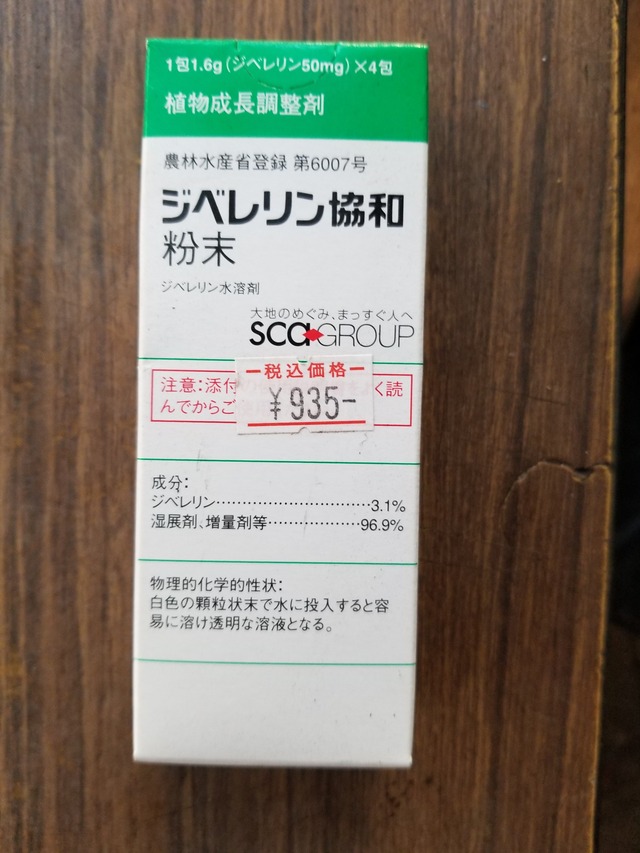 1包1.6g(ジベレリン50mg)×4包
植物成長調整剤
農林水産省登録 第6007号
ジベレリン協和
粉末
ジベレリン水溶剤
大地のめぐみ、まっすぐ人へ
SCA GROUP
税込価格
¥935-
注意:添付
く読
んでからご
成分:
ジベレリン……………………………3.1%
湿展剤、増量剤等………………96.9%
物理的化学的性状:
白色の顆粒状末で水に投入すると容
易に溶け透明な溶液となる。